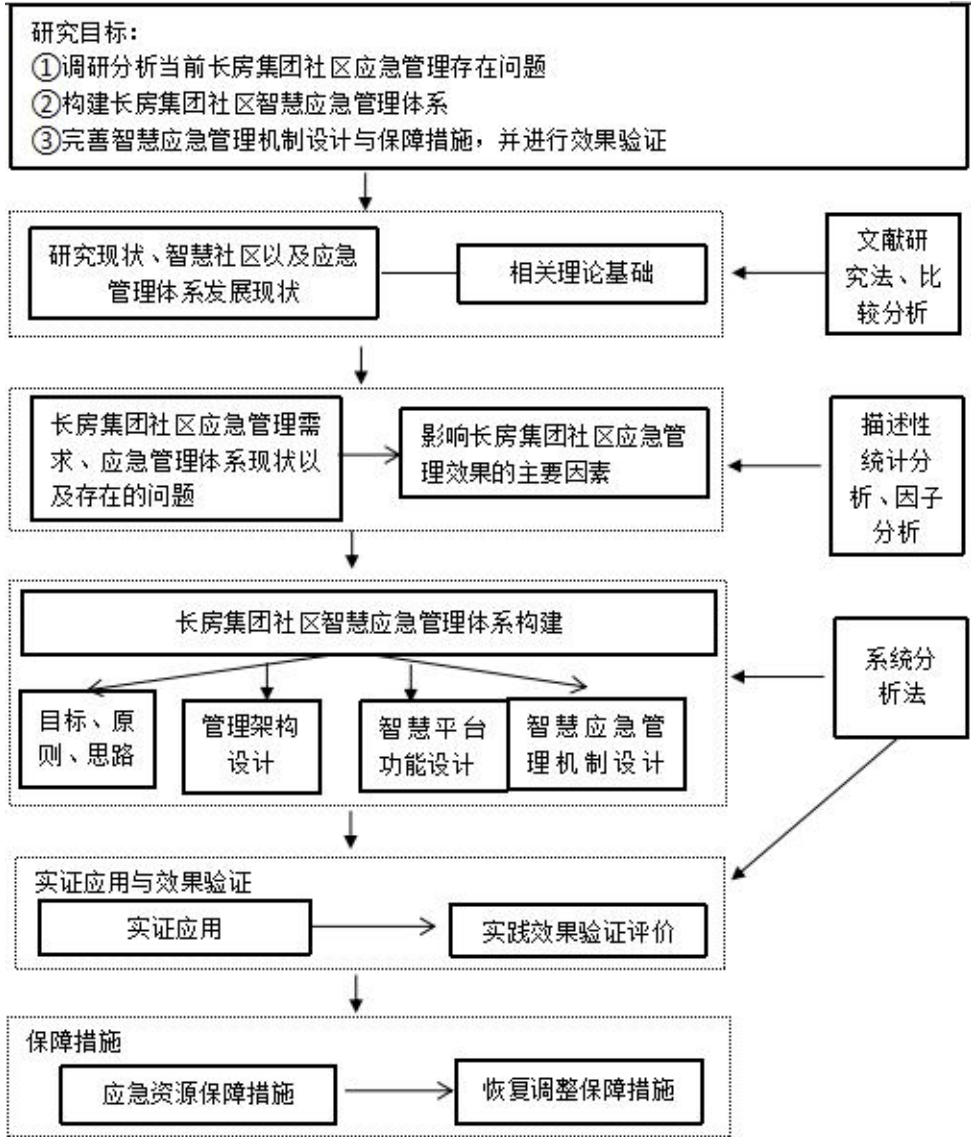 研究目标：
①调研分析当前长房集团社区应急管理存在问题
②构建长房集团社区智慧应急管理体系
③完善智慧应急管理机制设计与保障措施，并进行效果验证
研究现状、智慧社区以及应急
管理体系发展现状
相关理论基础
文献研
究法、比
较分析
长房集团社区应急管理需
求、应急管理体系现状以
及存在的问题
影响长房集团社区应急管
理效果的主要因素
描述性
统计分
析、因子
分析
长房集团社区智慧应急管理体系构建
系统分
析法
目标、原
则、思路
管理架构
设计
智慧平台
功能设计
智慧应急管
理机制设计
实证应用与效果验证
实证应用
实践效果验证评价
保障措施
应急资源保障措施
恢复调整保障措施